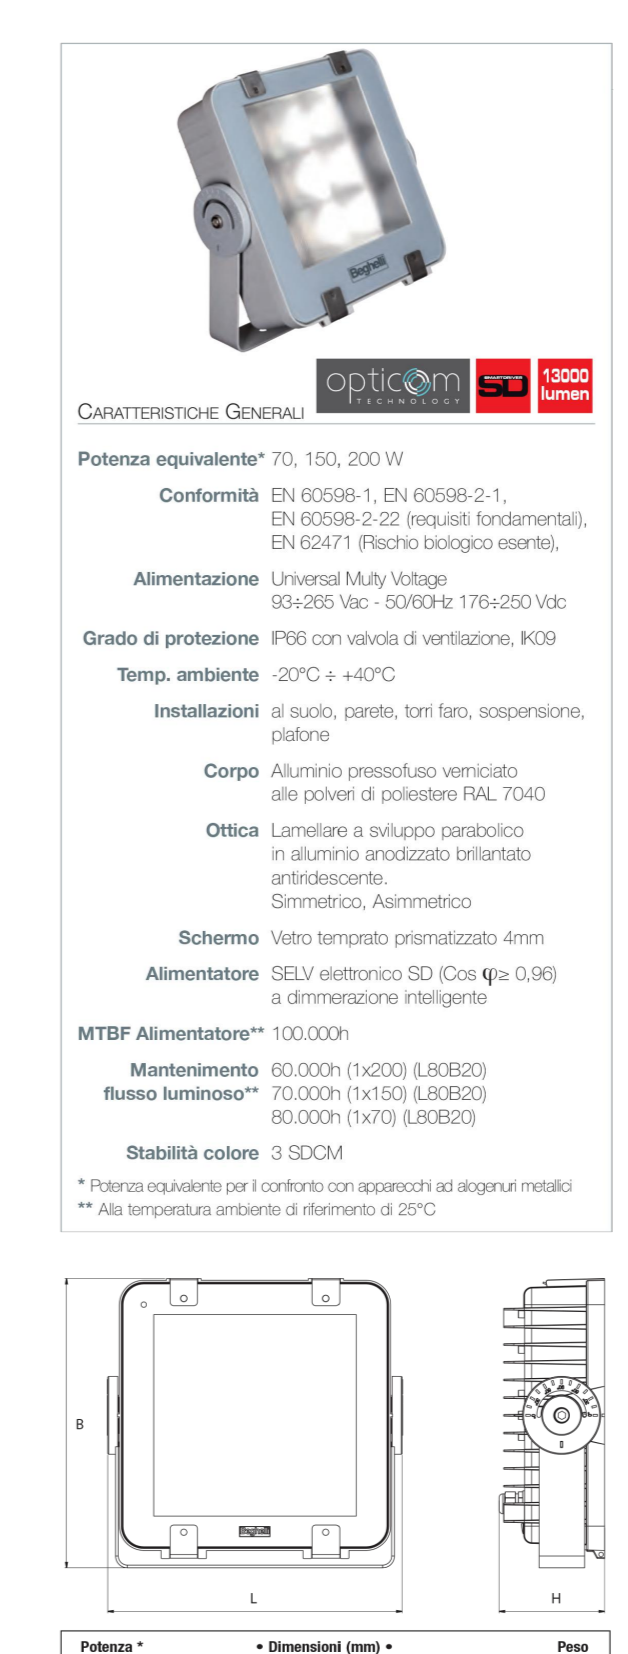 Beghelli
opticom
TECHNOLOGY
SMARTDRIVER
SD
13000
lumen
CARATTERISTICHE GENERALI
Potenza equivalente* 70, 150, 200 W
Conformità EN 60598-1, EN 60598-2-1,
EN 60598-2-22 (requisiti fondamentali),
EN 62471 (Rischio biologico esente),
Alimentazione Universal Multy Voltage
93÷265 Vac - 50/60Hz 176÷250 Vdc
Grado di protezione IP66 con valvola di ventilazione, IK09
Temp. ambiente -20°C ÷ +40°C
Installazioni al suolo, parete, torri faro, sospensione,
plafone
Corpo Alluminio pressofuso verniciato
alle polveri di poliestere RAL 7040
Ottica Lamellare a sviluppo parabolico
in alluminio anodizzato brillantato
antiridescente.
Simmetrico, Asimmetrico
Schermo Vetro temprato prismatizzato 4mm
Alimentatore SELV elettronico SD (Cos φ≥ 0,96)
a dimmerazione intelligente
MTBF Alimentatore** 100.000h
Mantenimento 60.000h (1x200) (L80B20)
flusso luminoso** 70.000h (1x150) (L80B20)
80.000h (1x70) (L80B20)
Stabilità colore 3 SDCM
* Potenza equivalente per il confronto con apparecchi ad alogenuri metallici
** Alla temperatura ambiente di riferimento di 25°C
B
Beghelli
L
H
Potenza * • Dimensioni (mm) • Peso